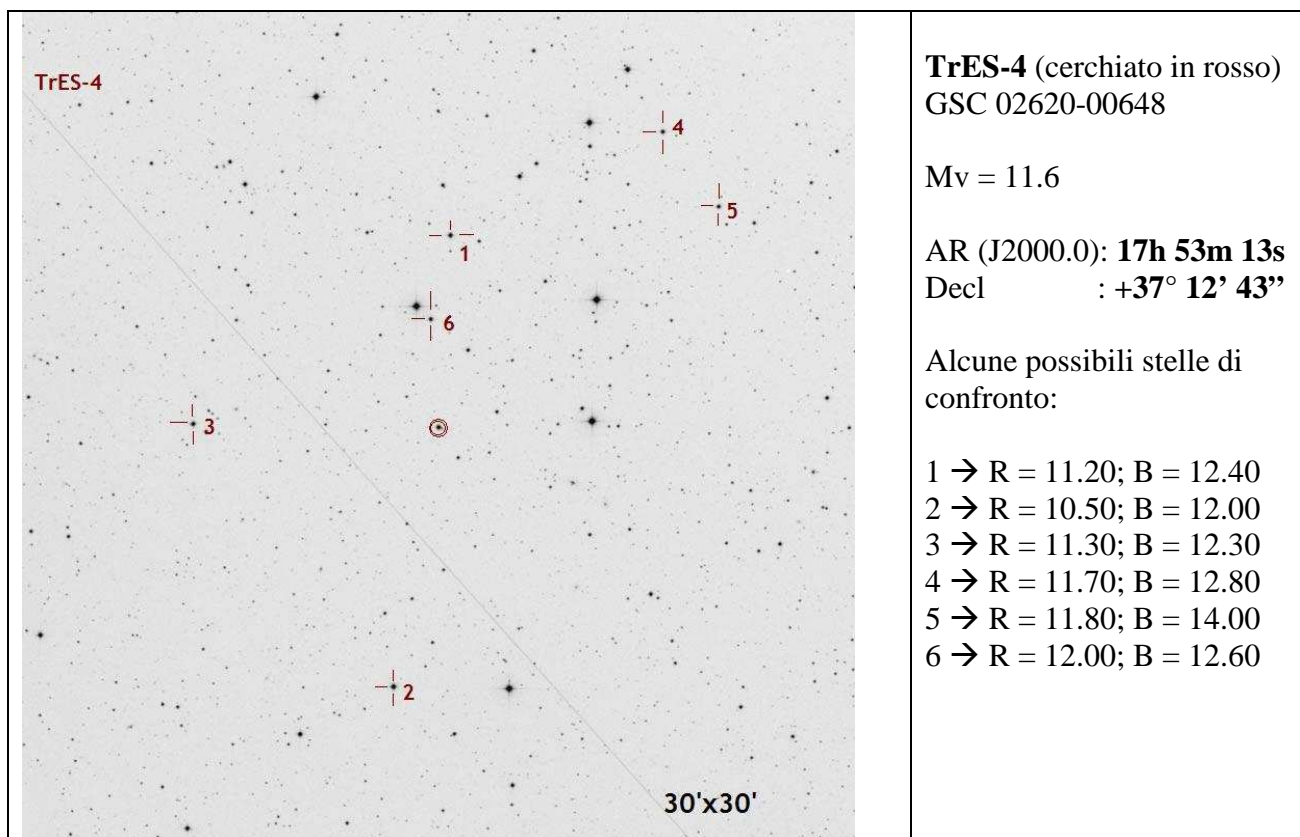 TrES-4
4
5
1
6
3
2
30'x30'
TrES-4 (cerchiato in rosso)
GSC 02620-00648
Mv = 11.6
AR (J2000.0): 17h 53m 13s
Decl : +37° 12’ 43”
Alcune possibili stelle di
confronto:
1 → R = 11.20; B = 12.40
2 → R = 10.50; B = 12.00
3 → R = 11.30; B = 12.30
4 → R = 11.70; B = 12.80
5 → R = 11.80; B = 14.00
6 → R = 12.00; B = 12.60